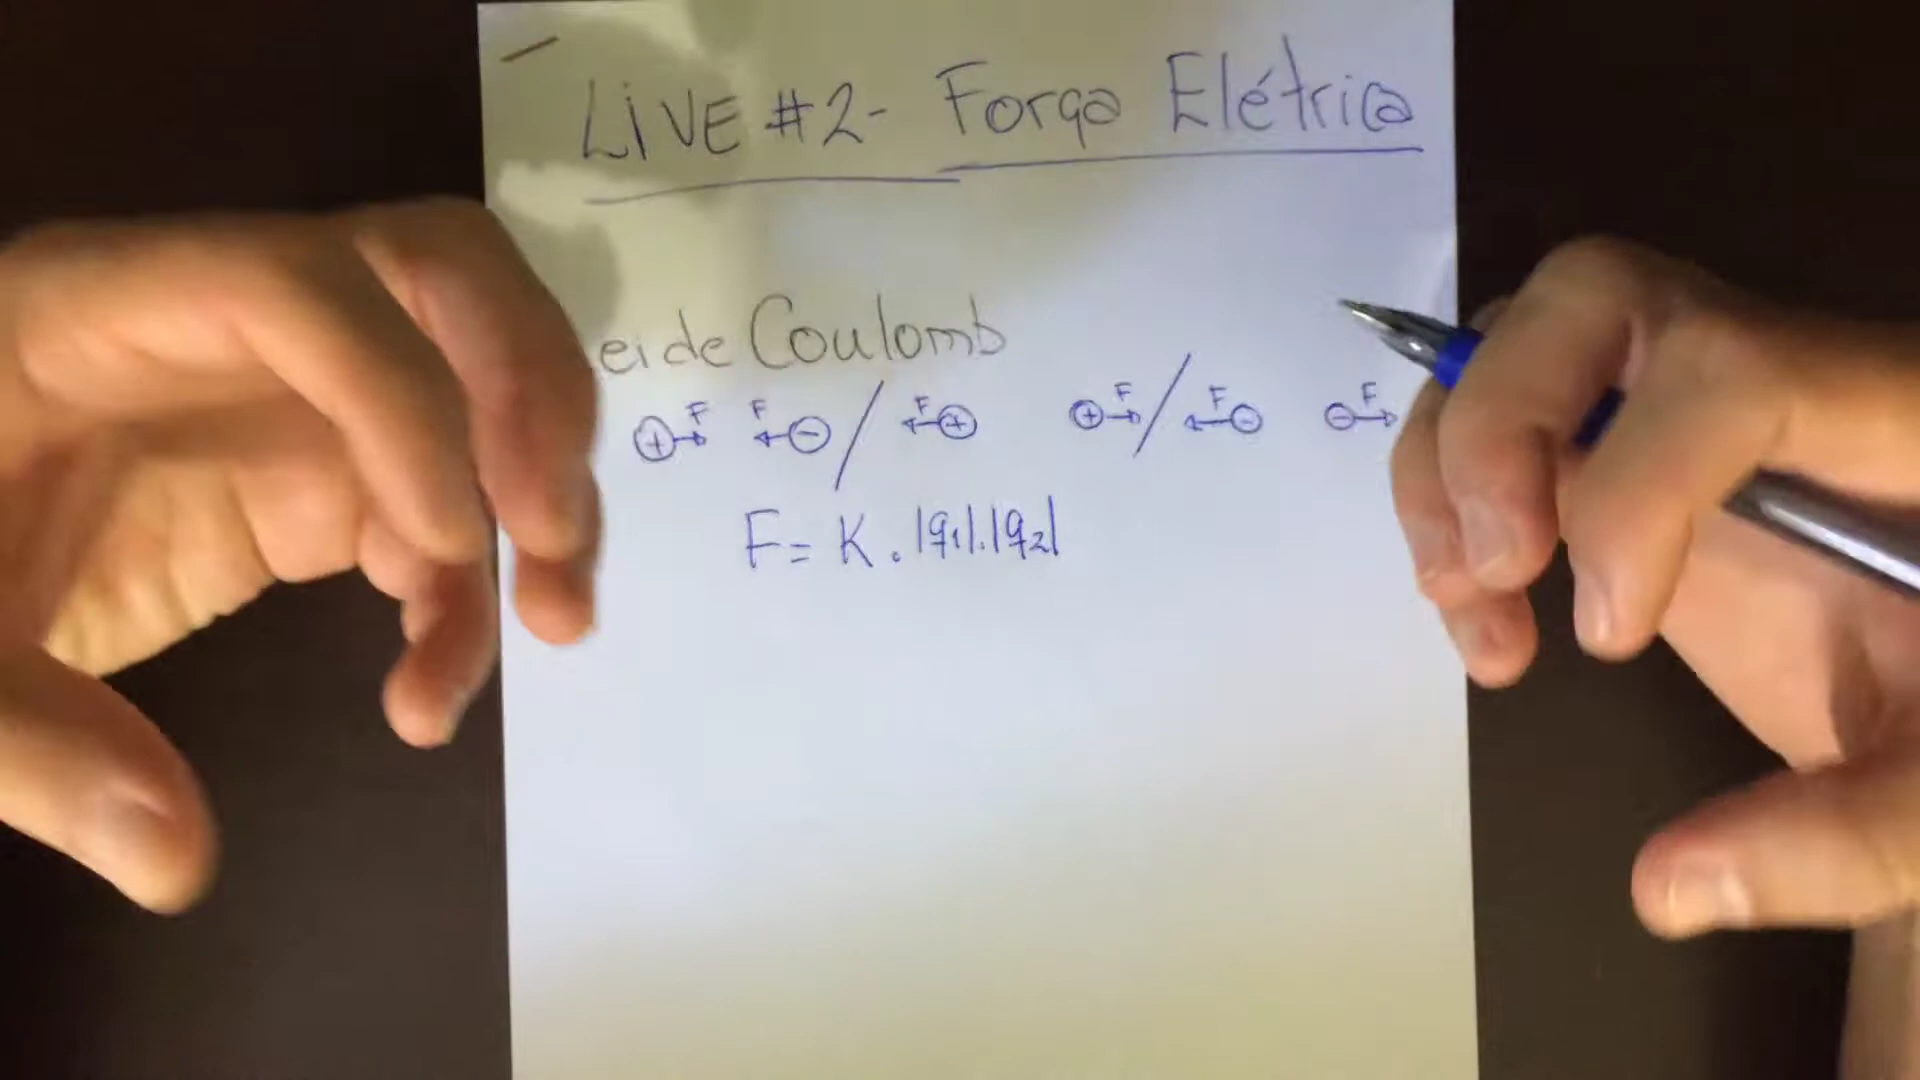 LIVE #2- Força Elétrica
ei de Coulomb
+ F F - / F + + F / F - - F
F = K . |q1|.|q2|